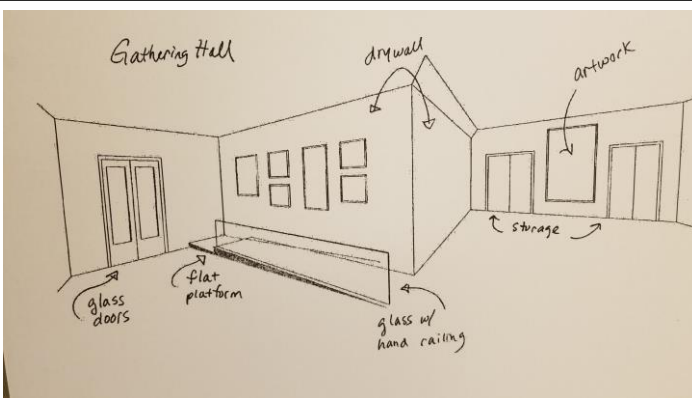 Gathering Hall
drywall
artwork
storage
flat
platform
glass
doors
glass w/
hand railing